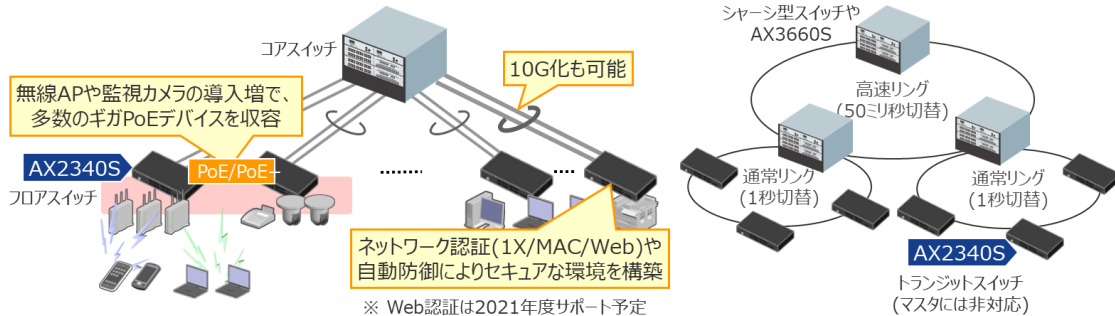 コアスイッチ
10G化も可能
無線APや監視カメラの導入増で、
多数のギガPoEデバイスを収容
AX2340S
PoE/PoE+
フロアスイッチ
・・・・・・・・
・・・・
ネットワーク認証(1X/MAC/Web)や
自動防御によりセキュアな環境を構築
※ Web認証は2021年度サポート予定
シャーシ型スイッチや
AX3660S
高速リング
(50ミリ秒切替)
通常リング
(1秒切替)
通常リング
(1秒切替)
AX2340S
トランジットスイッチ
(マスタには非対応)